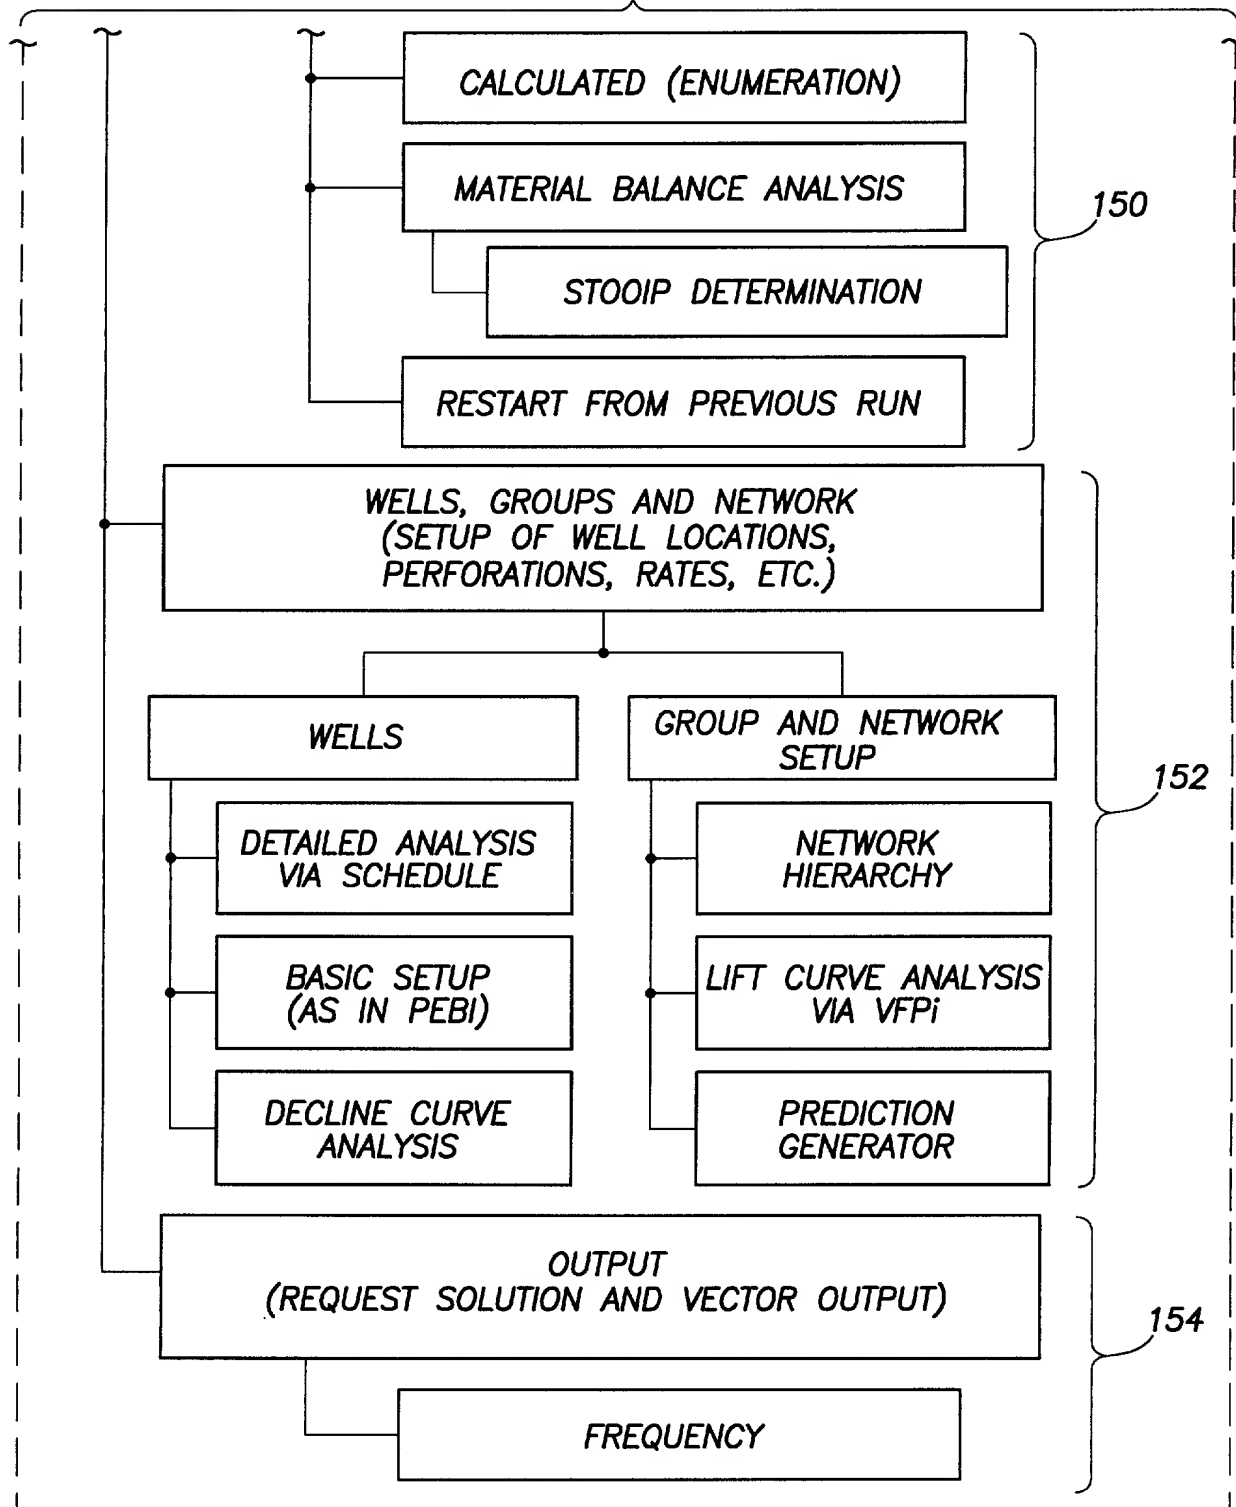 CALCULATED (ENUMERATION)
MATERIAL BALANCE ANALYSIS
150
STOOIP DETERMINATION
RESTART FROM PREVIOUS RUN
WELLS, GROUPS AND NETWORK
(SETUP OF WELL LOCATIONS,
PERFORATIONS, RATES, ETC.)
WELLS
GROUP AND NETWORK
SETUP
152
DETAILED ANALYSIS
VIA SCHEDULE
NETWORK
HIERARCHY
BASIC SETUP
(AS IN PEBI)
LIFT CURVE ANALYSIS
VIA VFPi
DECLINE CURVE
ANALYSIS
PREDICTION
GENERATOR
OUTPUT
(REQUEST SOLUTION AND VECTOR OUTPUT)
154
FREQUENCY